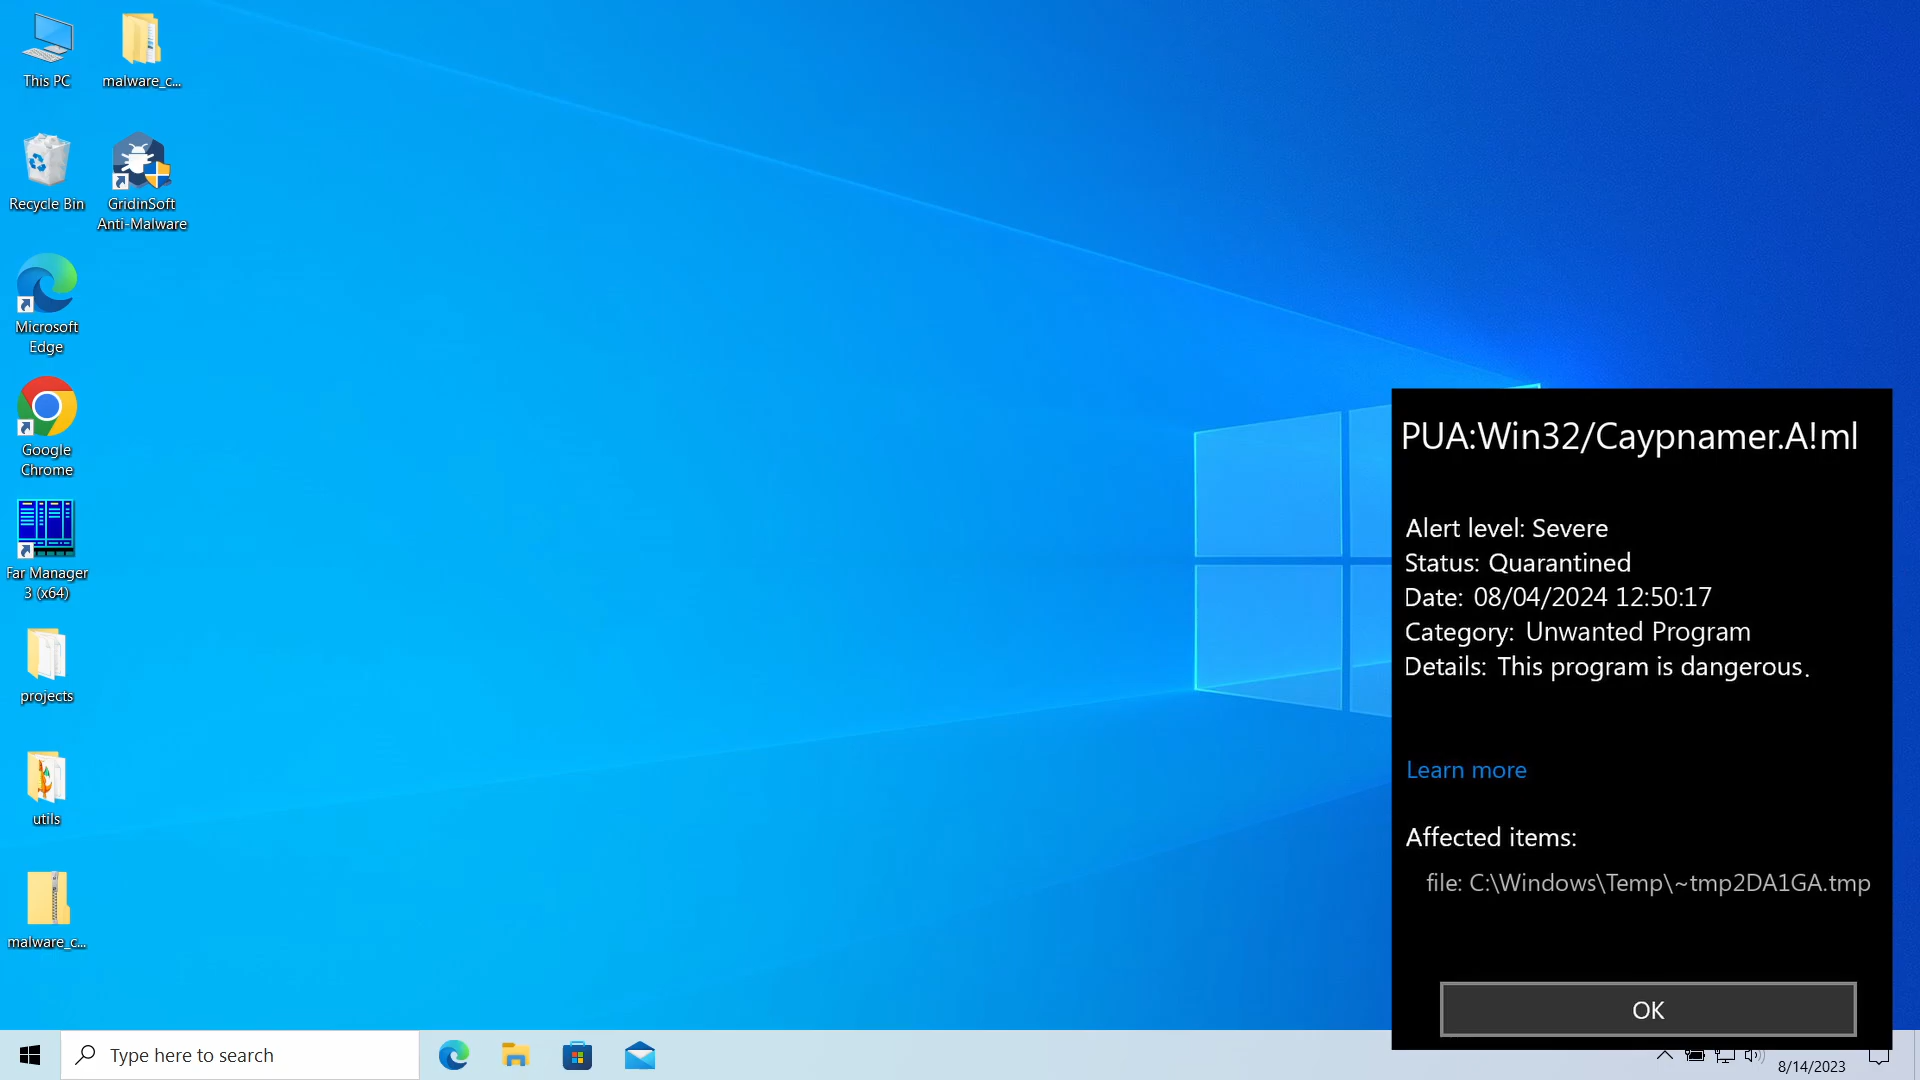 This PC
malware_c...
Recycle Bin
GridinSoft
Anti-Malware
Microsoft
Edge
Google
Chrome
Far Manager
3 (x64)
projects
utils
malware_c...
PUA:Win32/Caypnamer.A!ml
Alert level: Severe
Status: Quarantined
Date: 08/04/2024 12:50:17
Category: Unwanted Program
Details: This program is dangerous.
Learn more
Affected items:
file: C:\Windows\Temp\~tmp2DA1GA.tmp
OK
Type here to search
8/14/2023